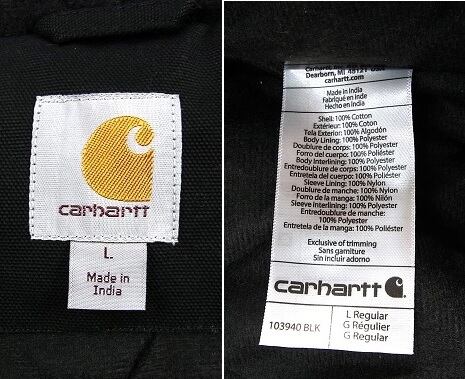 carhartt
L
Made in
India
Dearborn, MI 48121
Made in India
Fabriqué en Inde
Hecho en India
Shell: 100% Cotton
Extérieur: 100% Coton
Tela Exterior: 100% Algodón
Body Lining: 100% Polyester
Doublure de corps: 100% Polyester
Forro del cuerpo: 100% Poliéster
Body Interlining: 100% Polyester
Entredoublure de corps: 100% Polyester
Entretela del cuerpo: 100% Poliéster
Sleeve Lining: 100% Nylon
Doublure de manche: 100% Nylon
Forro de la manga: 100% Nilón
Sleeve Interlining: 100% Polyester
Entredoublure de manche:
100% Polyester
Entretela de la manga: 100% Poliéster
Exclusive of trimming
Sans garniture
Sin incluir adorno
carhartt
103940 BLK
L Regular
G Régulier
G Regular